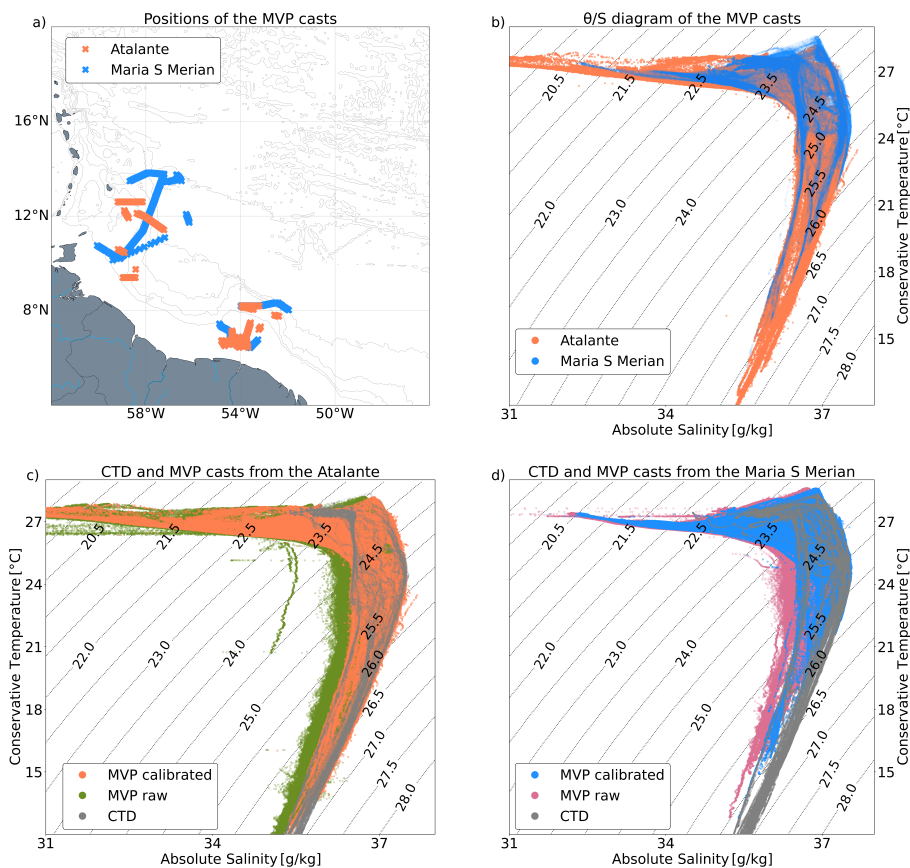 a)
Positions of the MVP casts
Atalante
Maria S Merian
16°N
12°N
8°N
58°W
54°W
50°W
b)
θ/S diagram of the MVP casts
20.5
21.5
22.5
23.5
24.5
25.0
25.5
26.0
26.5
27.0
27.5
28.0
22.0
23.0
24.0
Atalante
Maria S Merian
27
24
21
18
15
Conservative Temperature [°C]
31
34
37
Absolute Salinity [g/kg]
c)
CTD and MVP casts from the Atalante
20.5
21.5
22.5
23.5
24.5
25.5
26.0
26.5
27.0
27.5
28.0
22.0
23.0
24.0
25.0
MVP calibrated
MVP raw
CTD
27
24
21
18
15
Conservative Temperature [°C]
31
34
37
Absolute Salinity [g/kg]
d)
CTD and MVP casts from the Maria S Merian
20.5
21.5
22.5
23.5
24.5
25.5
26.0
26.5
27.0
27.5
28.0
22.0
23.0
24.0
25.0
MVP calibrated
MVP raw
CTD
27
24
21
18
15
Conservative Temperature [°C]
31
34
37
Absolute Salinity [g/kg]